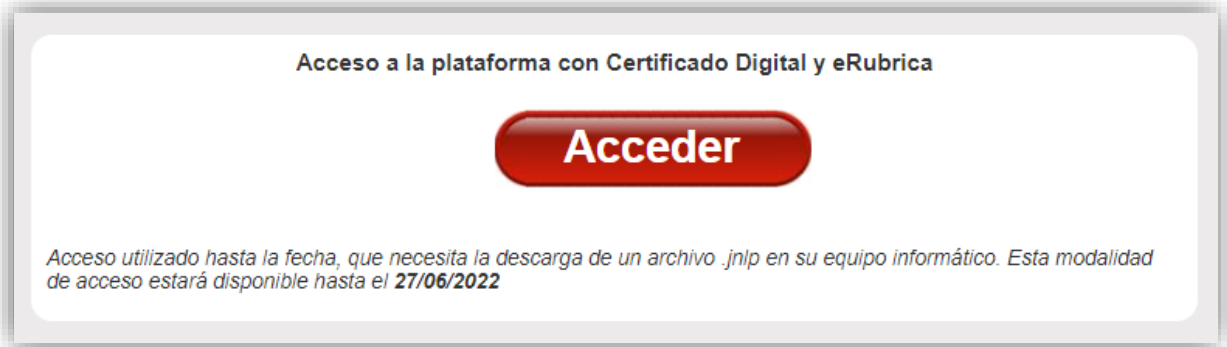 Acceso a la plataforma con Certificado Digital y eRubrica
Acceder
Acceso utilizado hasta la fecha, que necesita la descarga de un archivo .jnlp en su equipo informático. Esta modalidad
de acceso estará disponible hasta el 27/06/2022